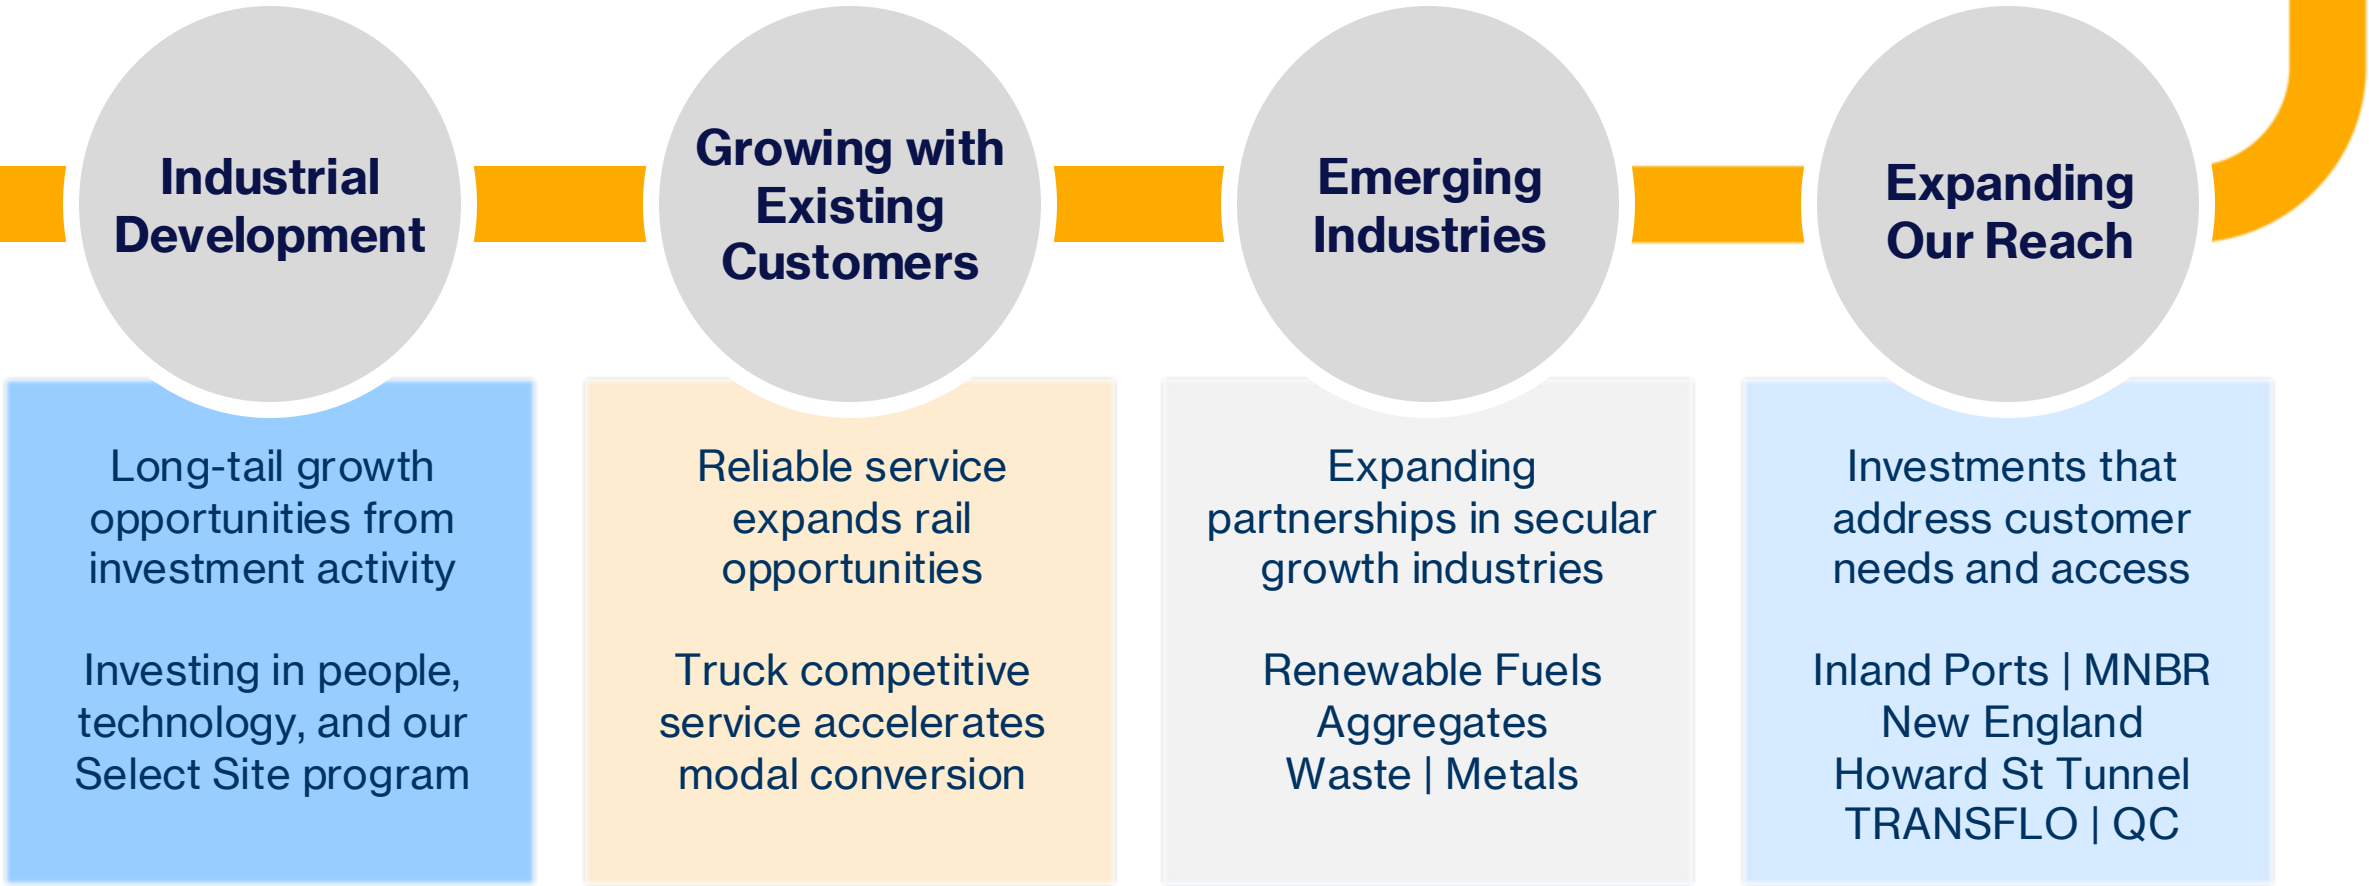 Industrial
Development
Growing with
Existing
Customers
Emerging
Industries
Expanding
Our Reach
Long-tail growth
opportunities from
investment activity
Investing in people,
technology, and our
Select Site program
Reliable service
expands rail
opportunities
Truck competitive
service accelerates
modal conversion
Expanding
partnerships in secular
growth industries
Renewable Fuels
Aggregates
Waste | Metals
Investments that
address customer
needs and access
Inland Ports | MNBR
New England
Howard St Tunnel
TRANSFLO | QC